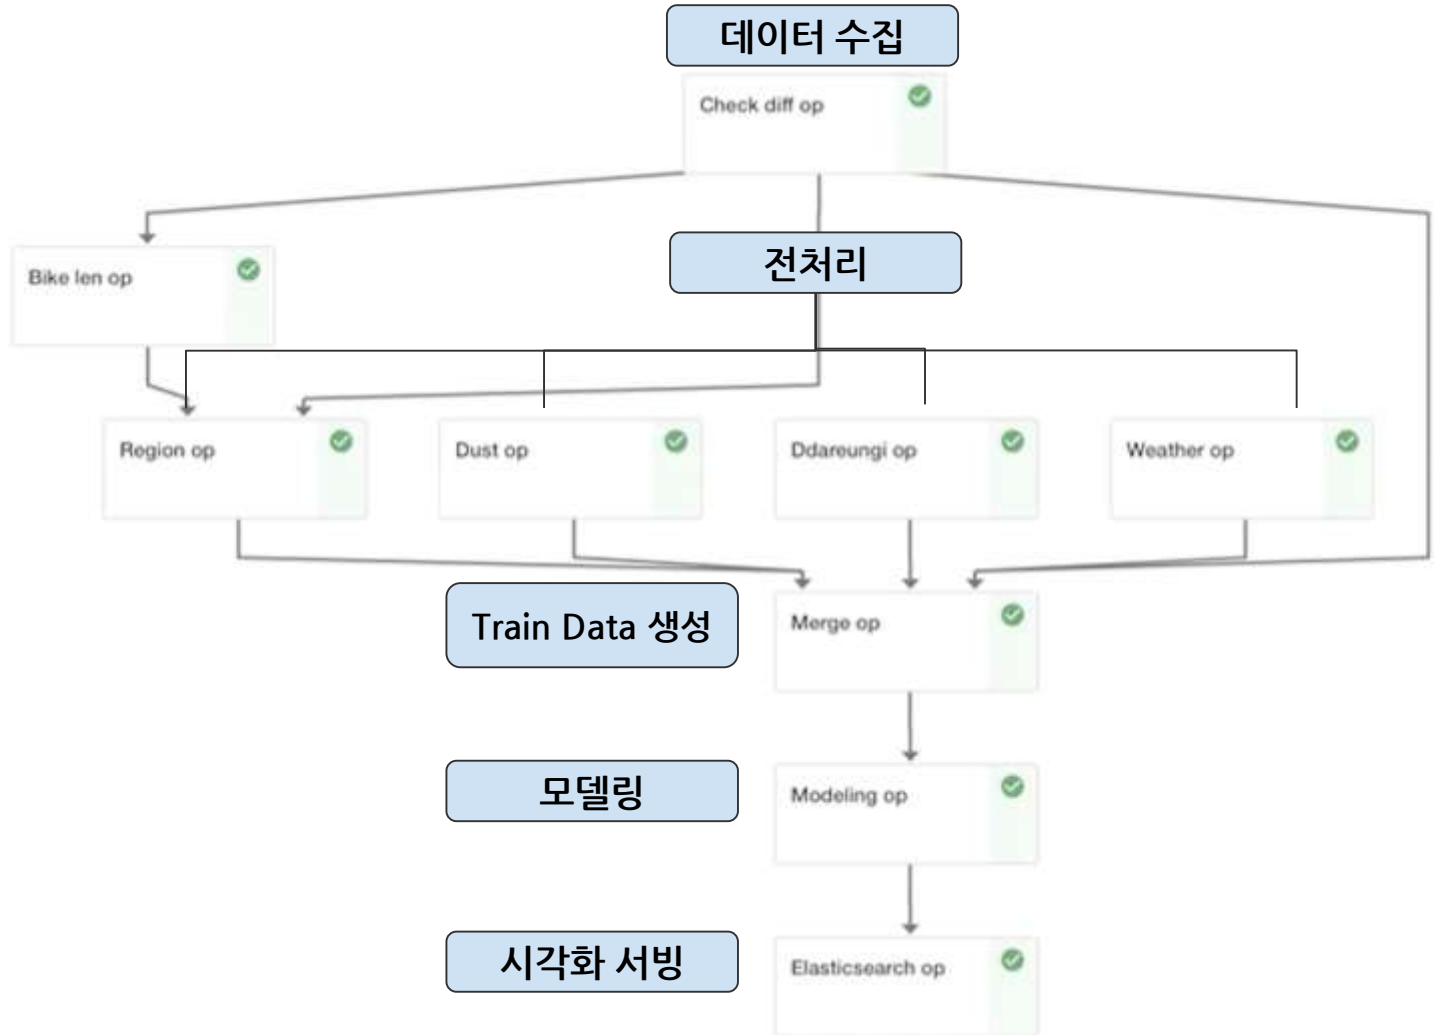 데이터 수집
Check diff op
Bike len op
전처리
Region op
Dust op
Ddareungi op
Weather op
Train Data 생성
Merge op
모델링
Modeling op
시각화 서빙
Elasticsearch op